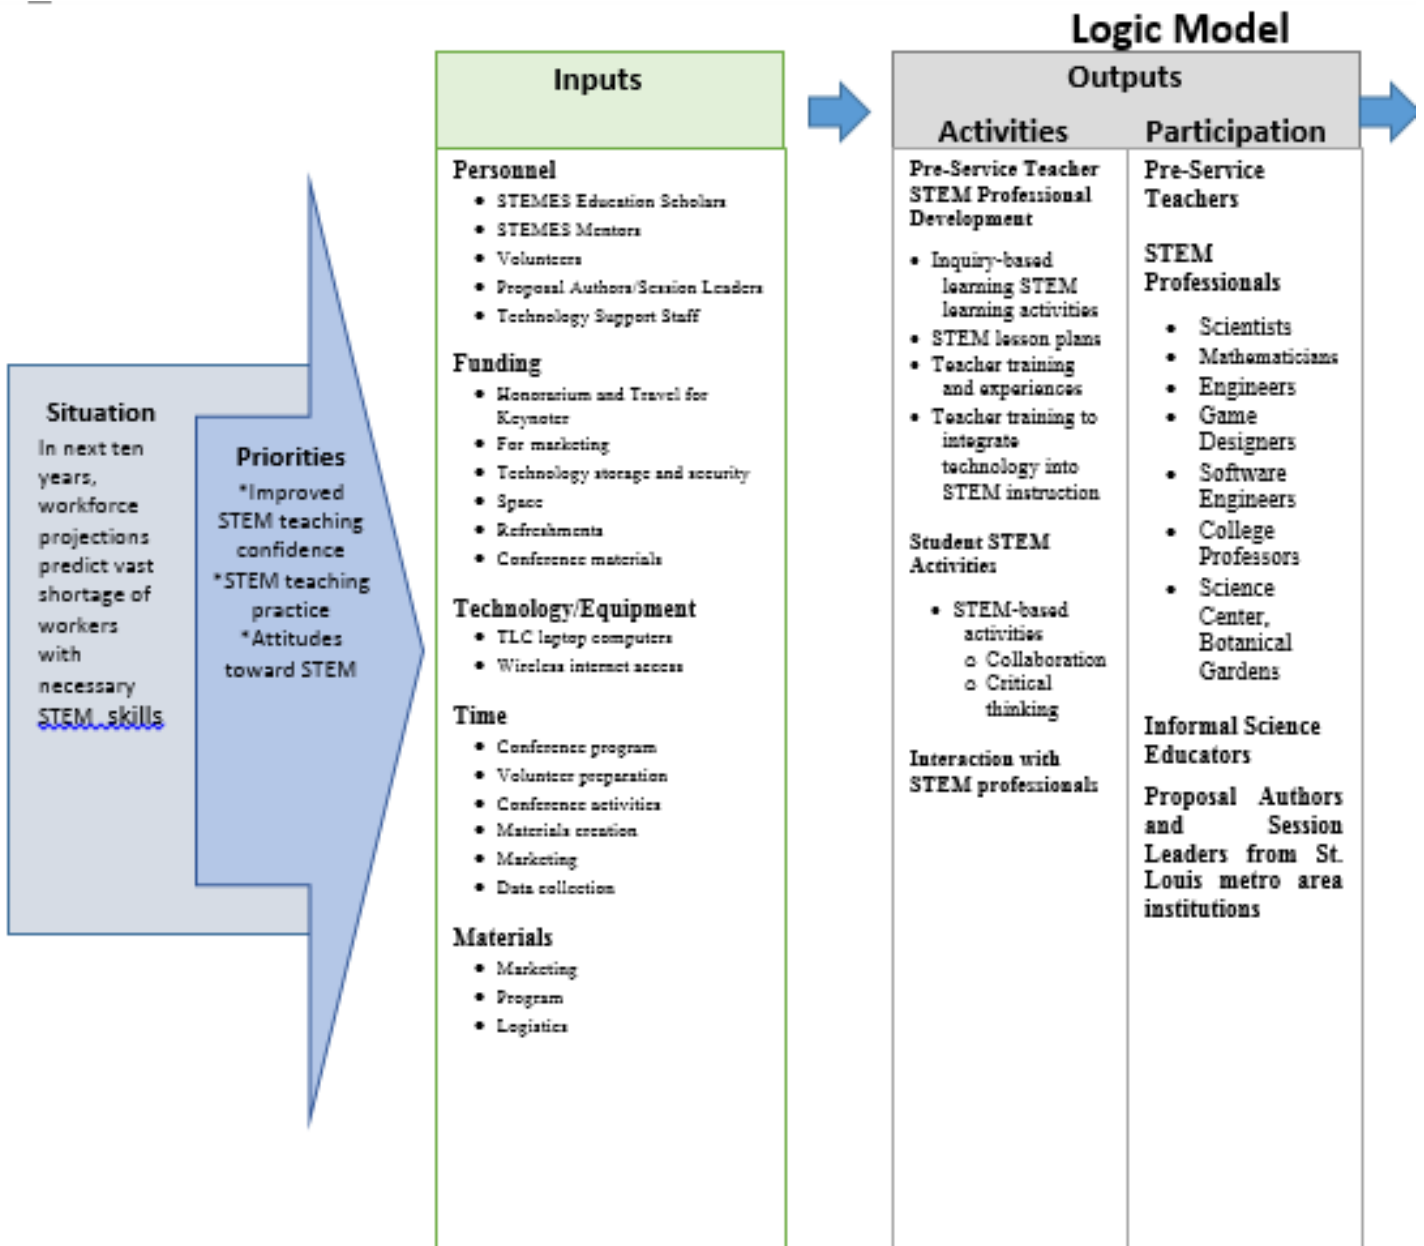 Logic Model
Situation
In next ten
years,
workforce
projections
predict vast
shortage of
workers
with
necessary
STEM skills
Priorities
*Improved
STEM teaching
confidence
*STEM teaching
practice
*Attitudes
toward STEM
Inputs
Personnel
• STEMES Education Scholars
• STEMES Mentors
• Volunteers
• Proposal Authors/Session Leaders
• Technology Support Staff
Funding
• Honorarium and Travel for
Keynoter
• For marketing
• Technology storage and security
• Space
• Refreshments
• Conference materials
Technology/Equipment
• TLC laptop computers
• Wireless internet access
Time
• Conference program
• Volunteer preparation
• Conference activities
• Materials creation
• Marketing
• Data collection
Materials
• Marketing
• Program
• Logistics
Outputs
Activities
Pre-Service Teacher
STEM Professional
Development
• Inquiry-based
learning STEM
learning activities
• STEM lesson plans
• Teacher training
and experiences
• Teacher training to
integrate
technology into
STEM instruction
Student STEM
Activities
• STEM-based
activities
o Collaboration
o Critical
thinking
Interaction with
STEM professionals
Participation
Pre-Service
Teachers
STEM
Professionals
• Scientists
• Mathematicians
• Engineers
• Game
Designers
• Software
Engineers
• College
Professors
• Science
Center,
Botanical
Gardens
Informal Science
Educators
Proposal Authors
and Session
Leaders from St.
Louis metro area
institutions